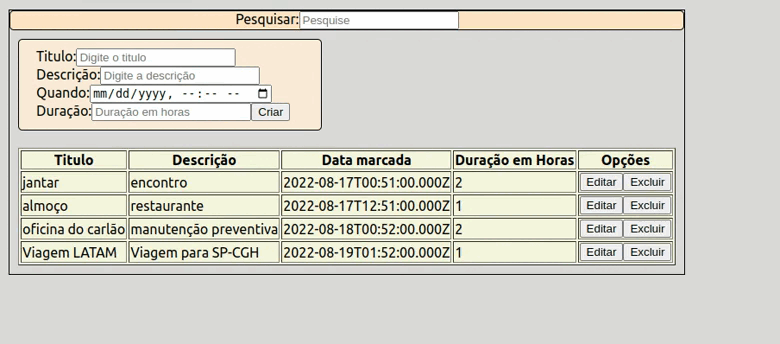 Pesquisar: Pesquise
Titulo: Digite o titulo
Descrição: Digite a descrição
Quando: mm/dd/yyyy, --:-- --
Duração: Duração em horas Criar
Titulo Descrição Data marcada Duração em Horas Opções
jantar encontro 2022-08-17T00:51:00.000Z 2 Editar Excluir
almoço restaurante 2022-08-17T12:51:00.000Z 1 Editar Excluir
oficina do carlão manutenção preventiva 2022-08-18T00:52:00.000Z 2 Editar Excluir
Viagem LATAM Viagem para SP-CGH 2022-08-19T01:52:00.000Z 1 Editar Excluir